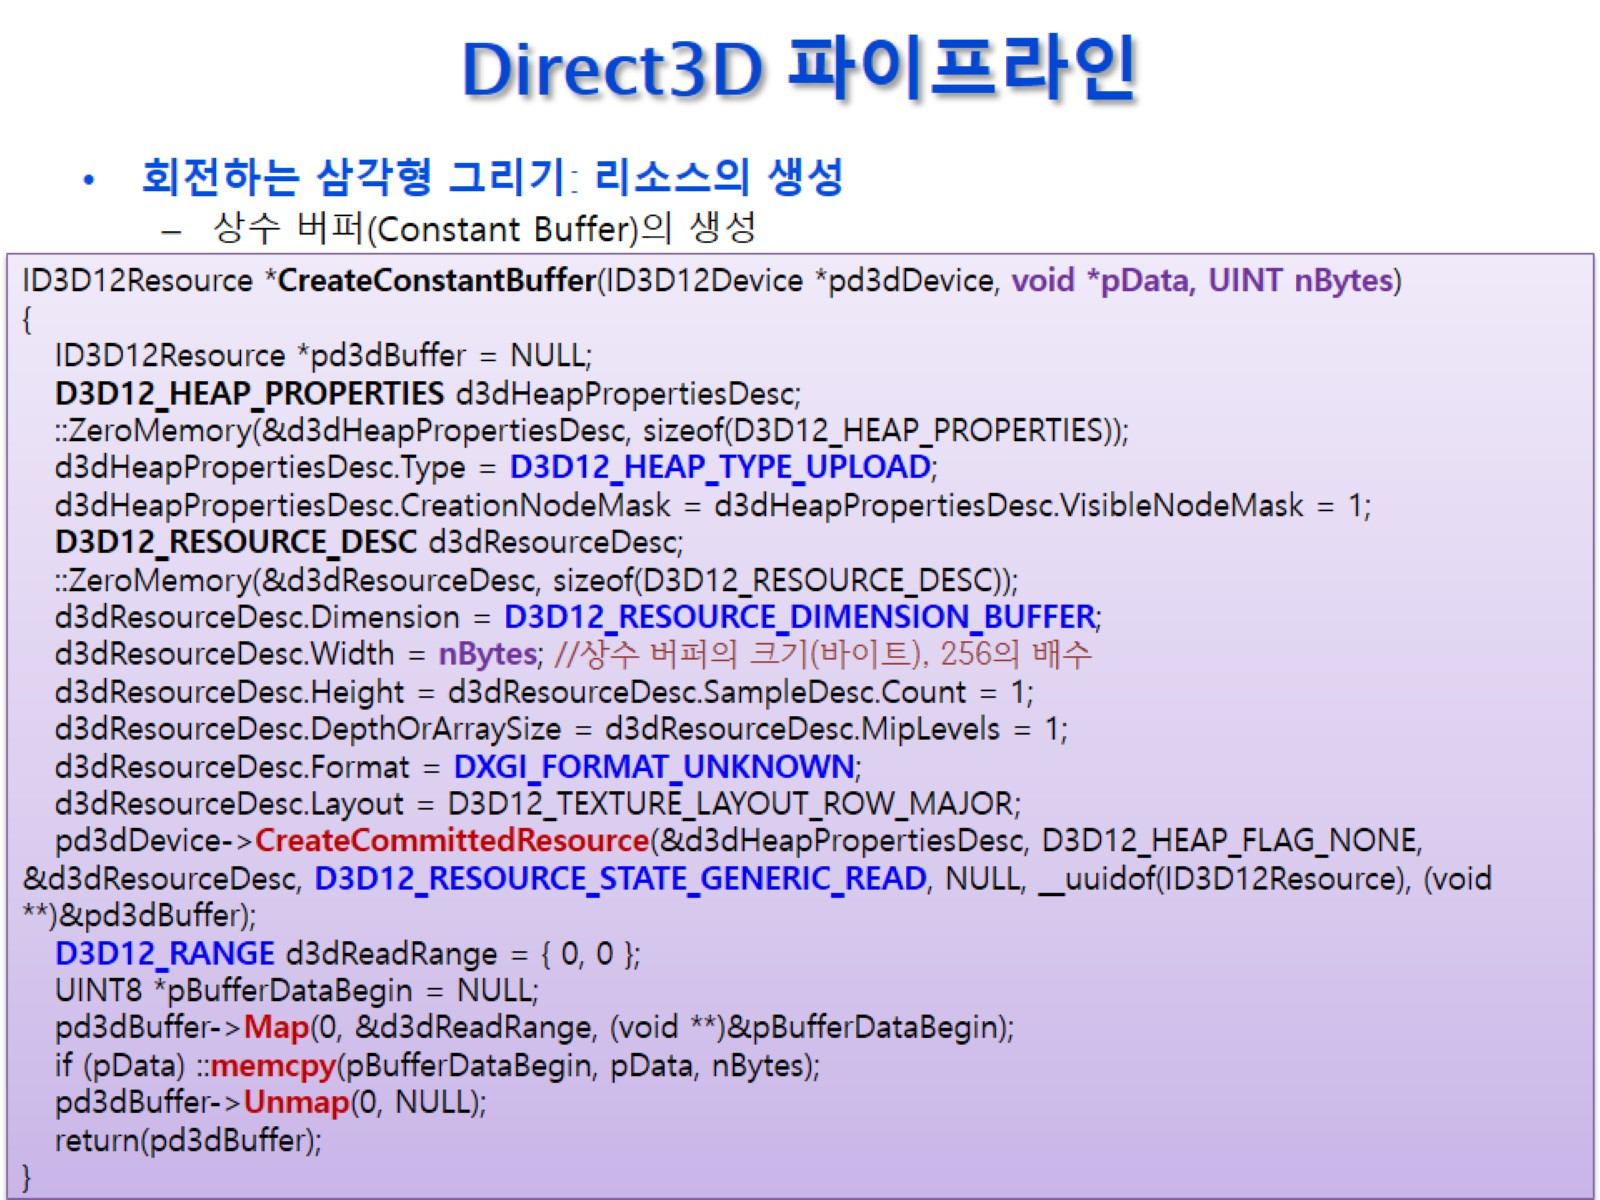 Direct3D 파이프라인
• 회전하는 삼각형 그리기: 리소스의 생성
– 상수 버퍼(Constant Buffer)의 생성
ID3D12Resource *CreateConstantBuffer(ID3D12Device *pd3dDevice, void *pData, UINT nBytes)
{
ID3D12Resource *pd3dBuffer = NULL;
D3D12_HEAP_PROPERTIES d3dHeapPropertiesDesc;
::ZeroMemory(&d3dHeapPropertiesDesc, sizeof(D3D12_HEAP_PROPERTIES));
d3dHeapPropertiesDesc.Type = D3D12_HEAP_TYPE_UPLOAD;
d3dHeapPropertiesDesc.CreationNodeMask = d3dHeapPropertiesDesc.VisibleNodeMask = 1;
D3D12_RESOURCE_DESC d3dResourceDesc;
::ZeroMemory(&d3dResourceDesc, sizeof(D3D12_RESOURCE_DESC));
d3dResourceDesc.Dimension = D3D12_RESOURCE_DIMENSION_BUFFER;
d3dResourceDesc.Width = nBytes; //상수 버퍼의 크기(바이트), 256의 배수
d3dResourceDesc.Height = d3dResourceDesc.SampleDesc.Count = 1;
d3dResourceDesc.DepthOrArraySize = d3dResourceDesc.MipLevels = 1;
d3dResourceDesc.Format = DXGI_FORMAT_UNKNOWN;
d3dResourceDesc.Layout = D3D12_TEXTURE_LAYOUT_ROW_MAJOR;
pd3dDevice->CreateCommittedResource(&d3dHeapPropertiesDesc, D3D12_HEAP_FLAG_NONE,
&d3dResourceDesc, D3D12_RESOURCE_STATE_GENERIC_READ, NULL, __uuidof(ID3D12Resource), (void
**)&pd3dBuffer);
D3D12_RANGE d3dReadRange = { 0, 0 };
UINT8 *pBufferDataBegin = NULL;
pd3dBuffer->Map(0, &d3dReadRange, (void **)&pBufferDataBegin);
if (pData) ::memcpy(pBufferDataBegin, pData, nBytes);
pd3dBuffer->Unmap(0, NULL);
return(pd3dBuffer);
}